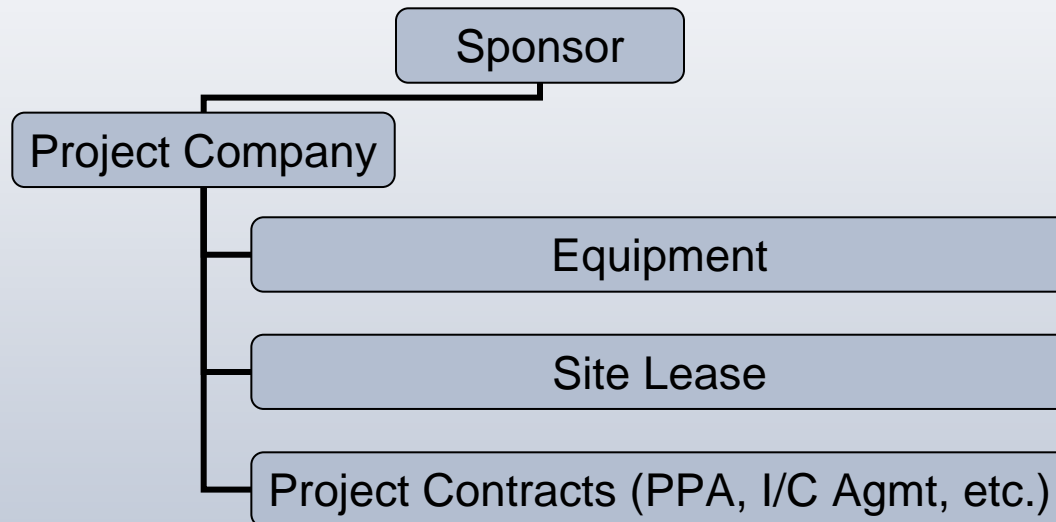 Sponsor
Project Company
Equipment
Site Lease
Project Contracts (PPA, I/C Agmt, etc.)